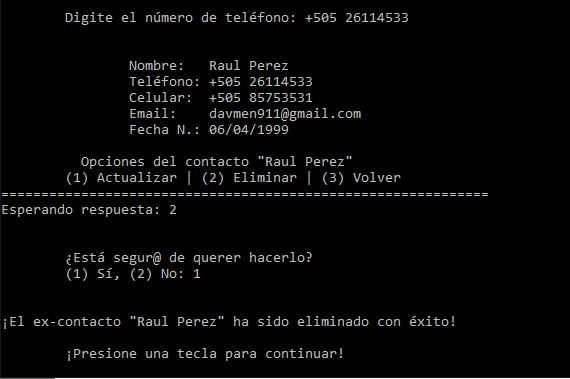 Digite el número de teléfono: +505 26114533
Nombre: Raul Perez
Teléfono: +505 26114533
Celular: +505 85753531
Email: davmen911@gmail.com
Fecha N.: 06/04/1999
Opciones del contacto "Raul Perez"
(1) Actualizar | (2) Eliminar | (3) Volver
=============================================================
Esperando respuesta: 2
¿Está segur@ de querer hacerlo?
(1) Sí, (2) No: 1
¡El ex-contacto "Raul Perez" ha sido eliminado con éxito!
¡Presione una tecla para continuar!